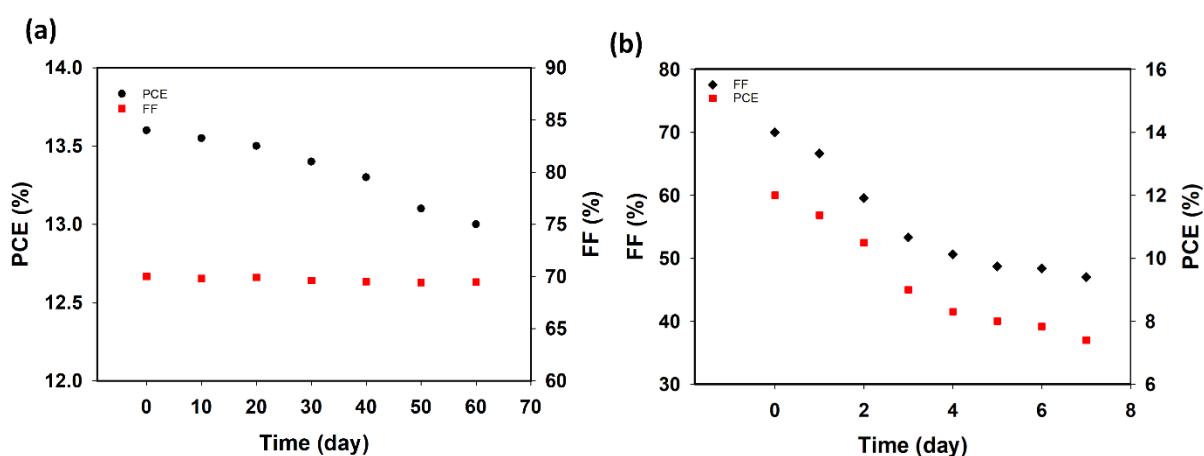 (a)
PCE
FF
14.0
13.5
13.0
12.5
12.0
PCE (%)
90
85
80
75
70
65
60
FF (%)
0 10 20 30 40 50 60 70
Time (day)
(b)
FF
PCE
80
70
60
50
40
30
FF (%)
16
14
12
10
8
6
PCE (%)
0 2 4 6 8
Time (day)